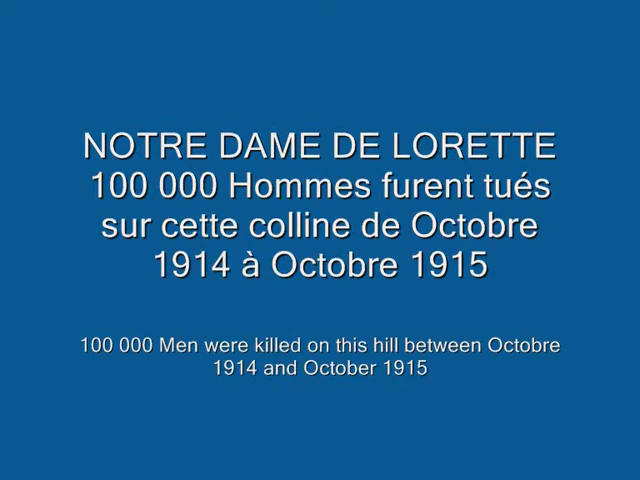 NOTRE DAME DE LORETTE
100 000 Hommes furent tués
sur cette colline de Octobre
1914 à Octobre 1915
100 000 Men were killed on this hill between Octobre
1914 and October 1915